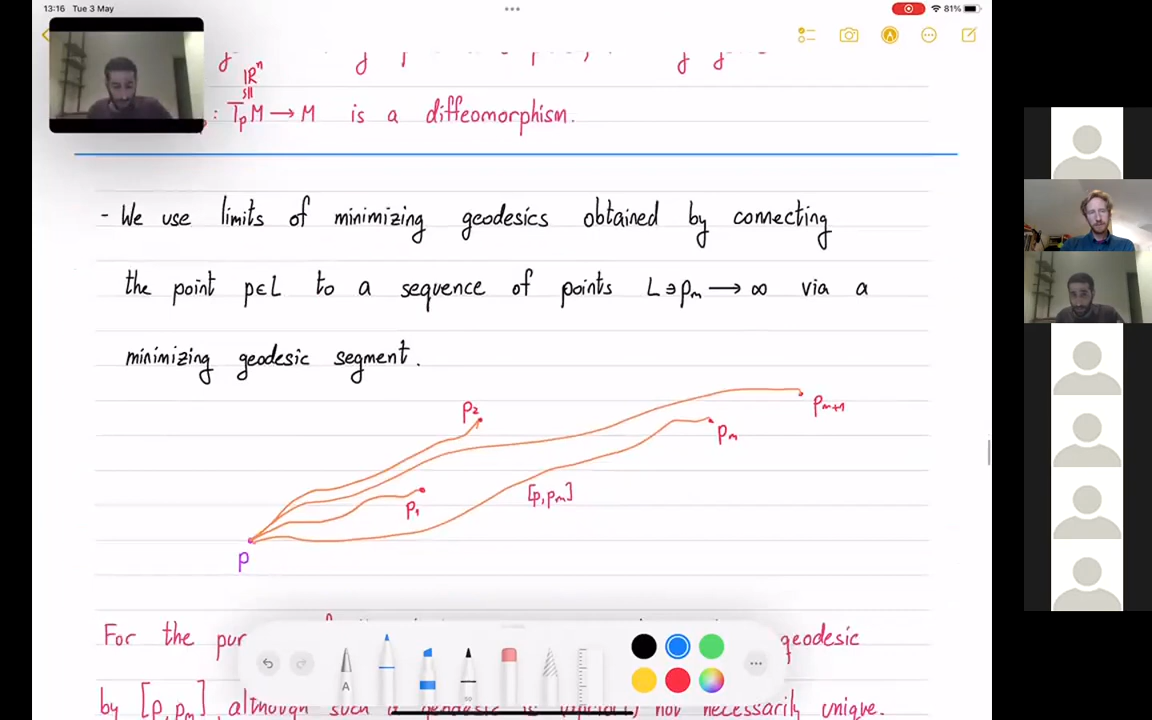 13:16 Tue 3 May
81%
ℝⁿ
: TₚM → M is a diffeomorphism.
- We use limits of minimizing geodesics obtained by connecting
the point p∈L to a sequence of points L∋pₘ → ∞ via a
minimizing geodesic segment.
p₂
pₘ₊₁
pₘ
[p,pₘ]
p₁
p
For the geodesic
A
50
by [p,pₘ], although such a geodesic is (apriori) not necessarily unique.